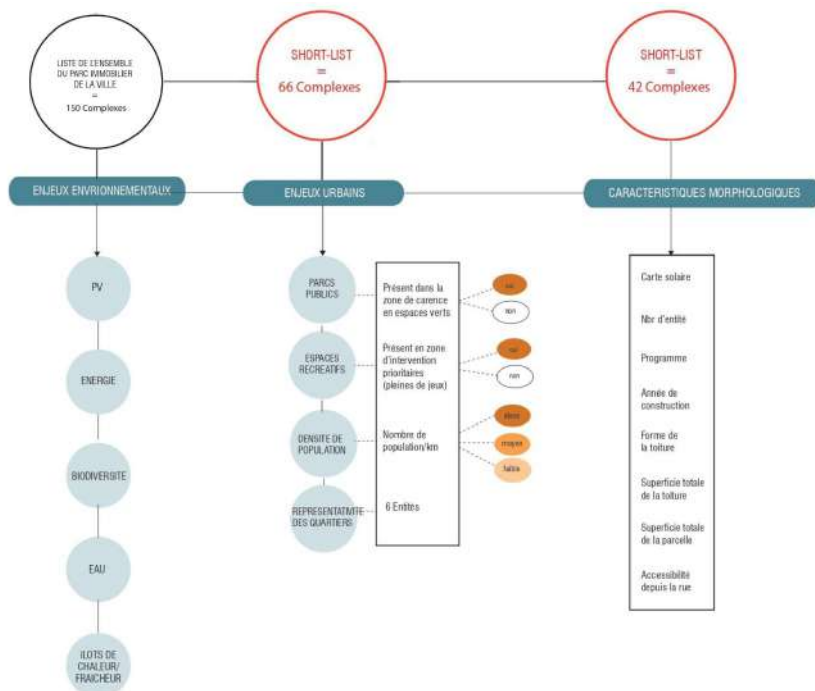 LISTE DE L'ENSEMBLE
DU PARC IMMOBILIER
DE LA VILLE
=
150 Complexes
SHORT-LIST
=
66 Complexes
SHORT-LIST
=
42 Complexes
ENJEUX ENVRIONNEMENTAUX
ENJEUX URBAINS
CARACTERISTIQUES MORPHOLOGIQUES
PV
ENERGIE
BIODIVERSITE
EAU
ILOTS DE
CHALEUR/
FRAICHEUR
PARCS
PUBLICS
ESPACES
RECREATIFS
DENSITE DE
POPULATION
REPRESENTATIVITE
DES QUARTIERS
Présent dans la
zone de carence
en espaces verts
oui
non
Présent en zone
d'intervention
prioritaires
(pleines de jeux)
oui
non
Nombre de
population/km
moyen
faible
6 Entités
Carte solaire
Nbr d'entité
Programme
Année de
construction
Forme de
la toiture
Superficie totale
de la toiture
Superficie totale
de la parcelle
Accessibilité
depuis la rue